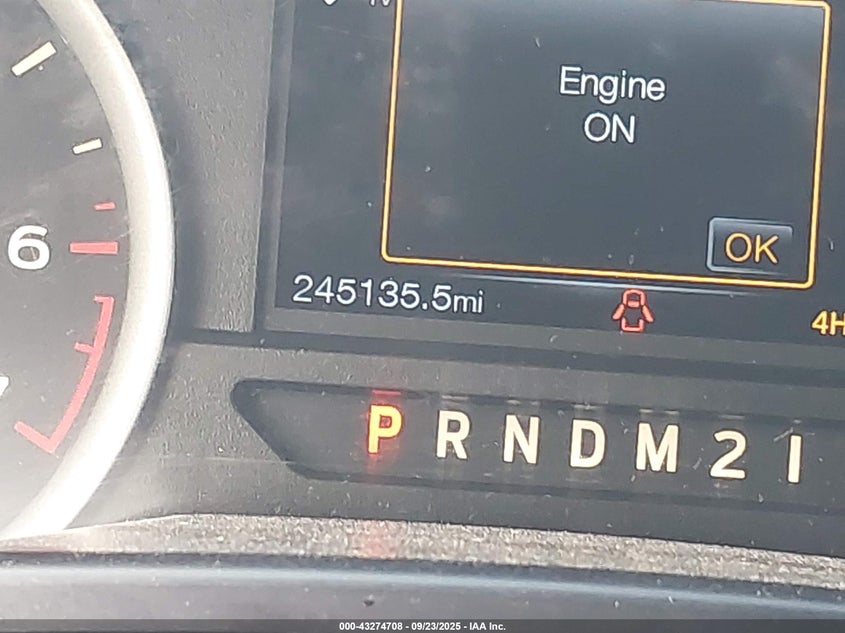 Engine
ON
OK
6
245135.5mi
4H
P R N D M 2 1
000-43274708 - 09/23/2025 - IAA Inc.